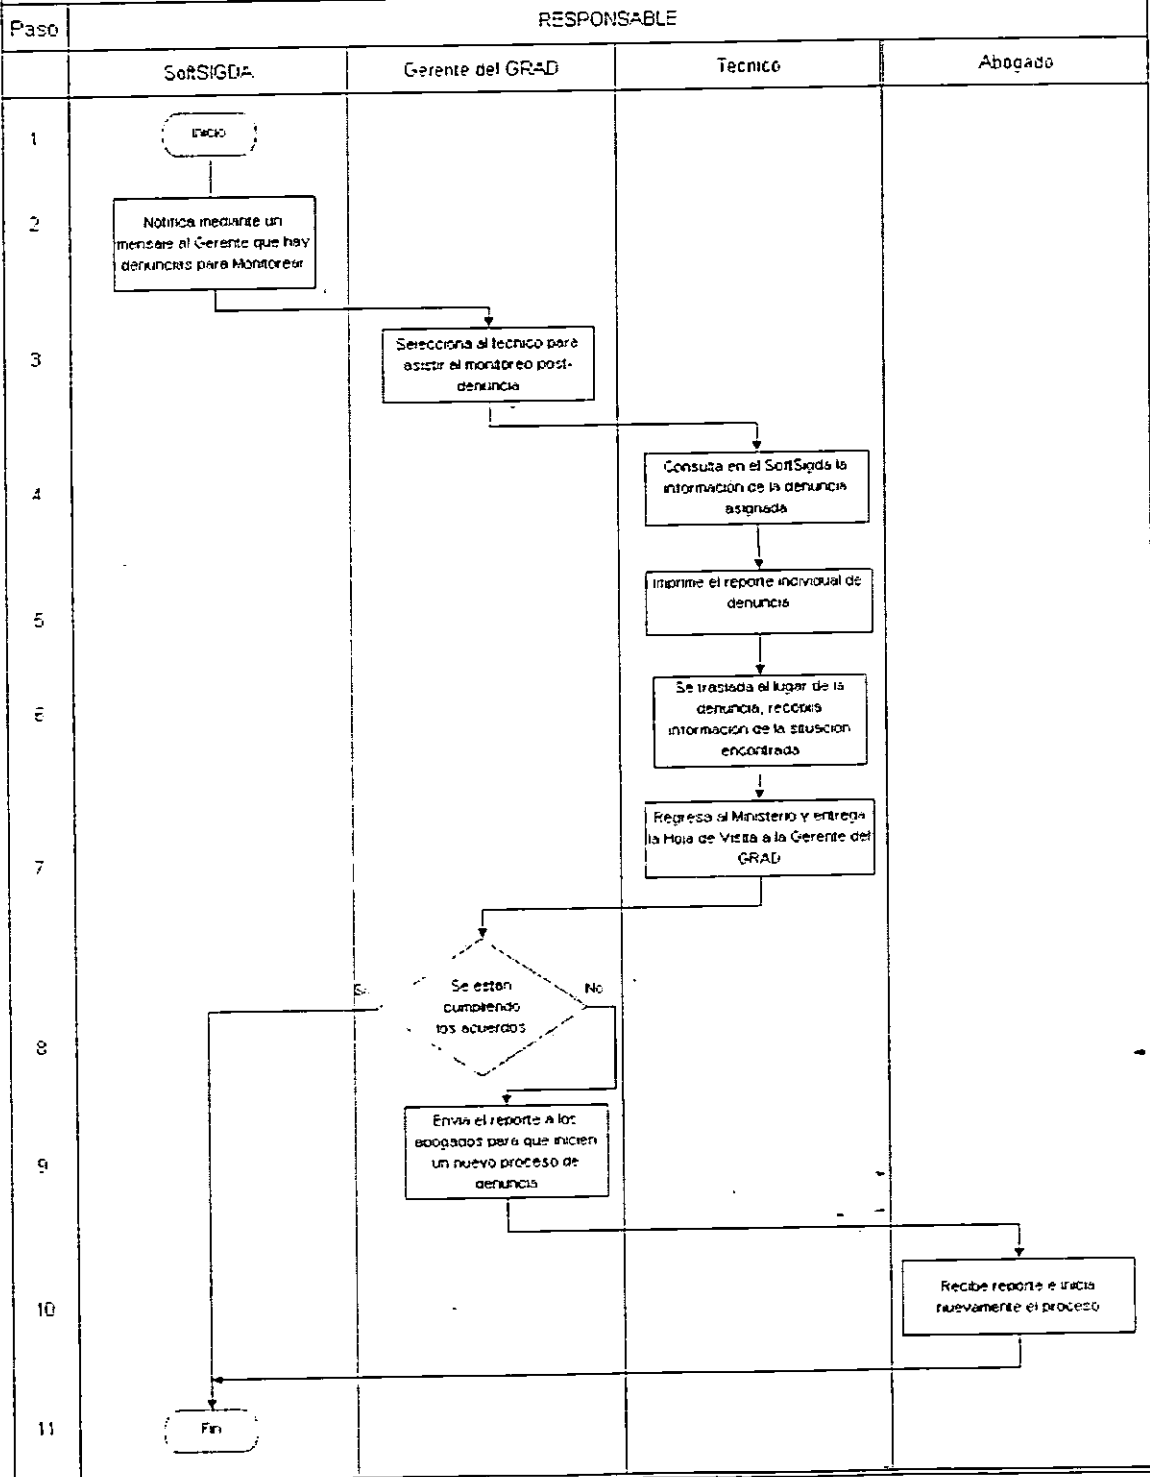 Paso
RESPONSABLE
SoftSIGDA
Gerente del GRAD
Tecnico
Abogado
1
Inicio
2
Notifica mediante un
mensaje al Gerente que hay
denuncias para Monitorear
3
Selecciona al tecnico para
asistir al monitoreo post-
denuncia
4
Consulta en el SoftSigda la
información de la denuncia
asignada
5
Imprime el reporte individual de
denuncia
6
Se traslada al lugar de la
denuncia, recopila
información de la situacion
encontrada
7
Regresa al Ministerio y entrega
la Hoja de Visita a la Gerente del
GRAD
8
Si
Se estan
cumpliendo
los acuerdos
No
9
Envia el reporte a los
abogados para que inicien
un nuevo proceso de
denuncia
10
Recibe reporte e inicia
nuevamente el proceso
11
Fin